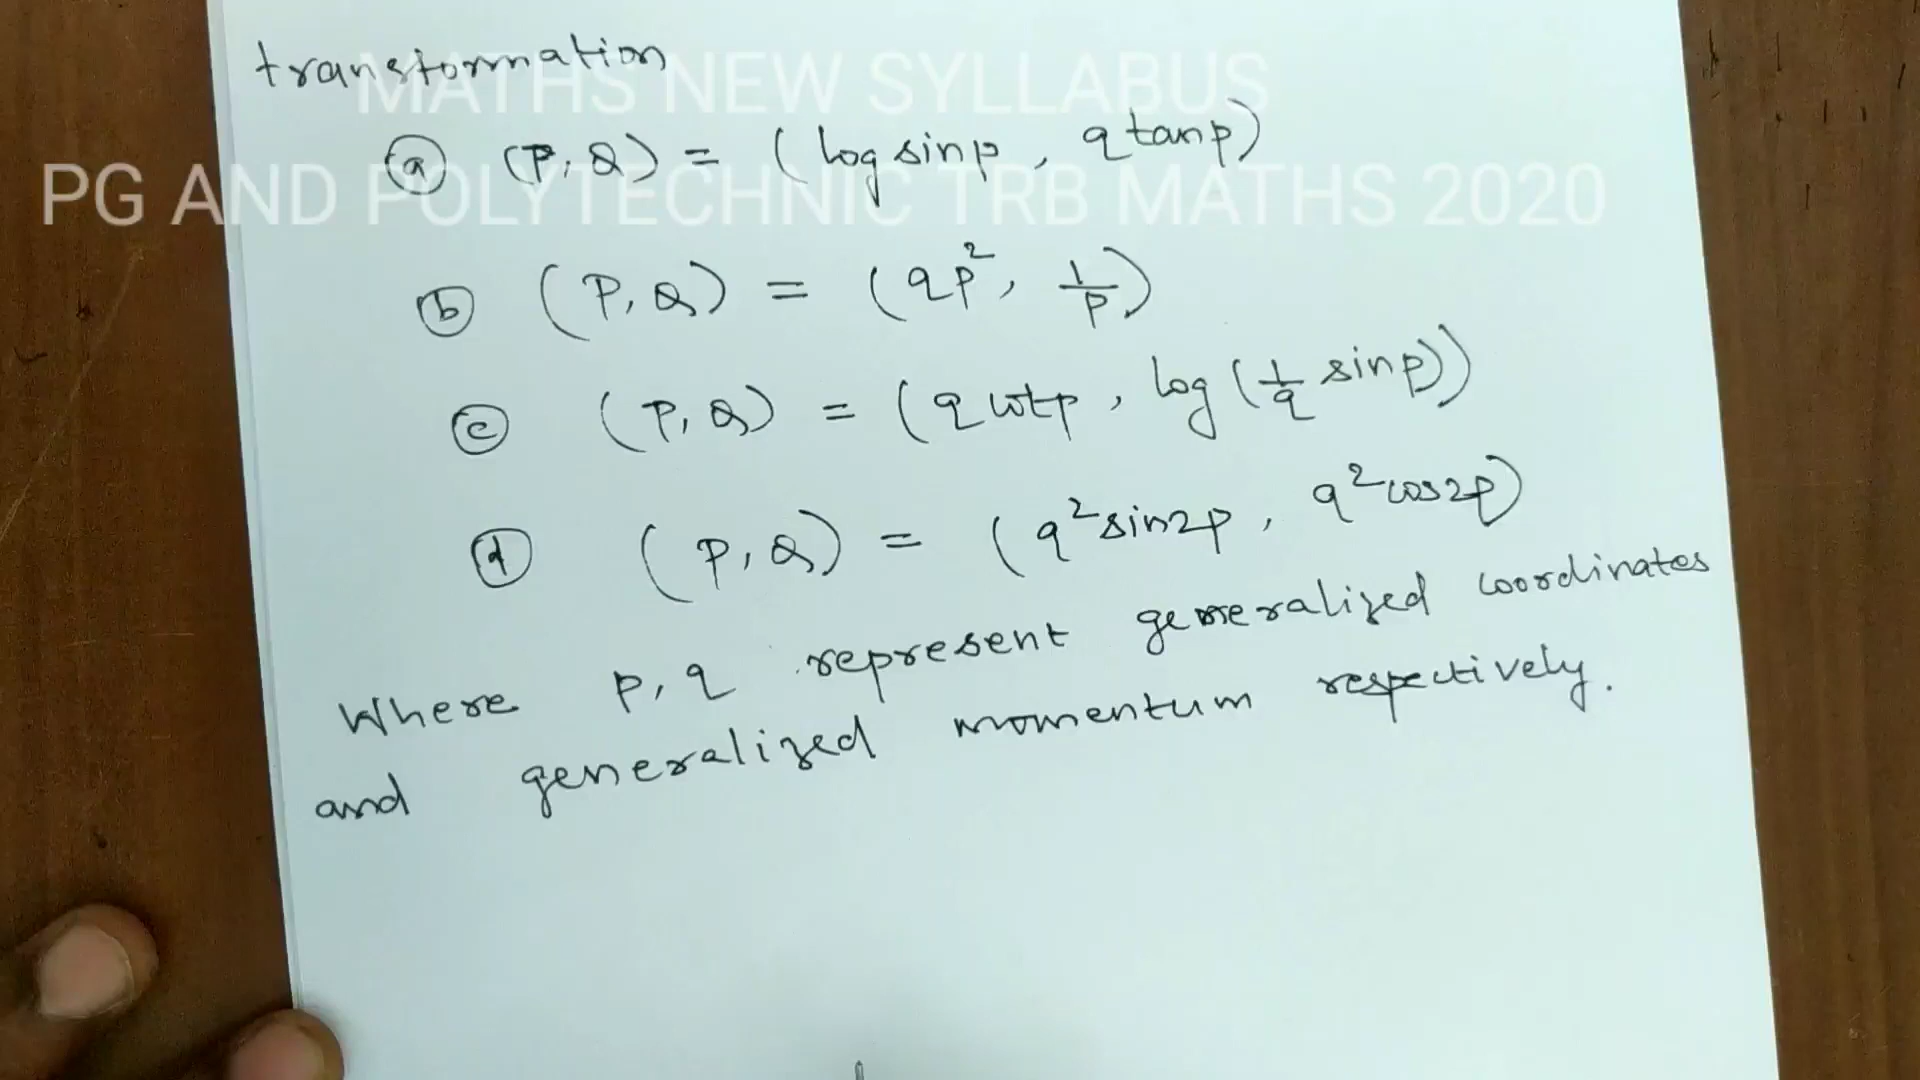 transformation
MATHS NEW SYLLABUS
ⓐ (P, Q) = (log sin p, q tan p)
PG AND POLYTECHNIC TRB MATHS 2020
ⓑ (P, Q) = (qp², 1/p)
ⓒ (P, Q) = (q cot p, log (1/q sin p))
ⓓ (P, Q) = (q² sin 2p, q² cos 2p)
Where p, q represent generalized coordinates
and generalized momentum respectively.